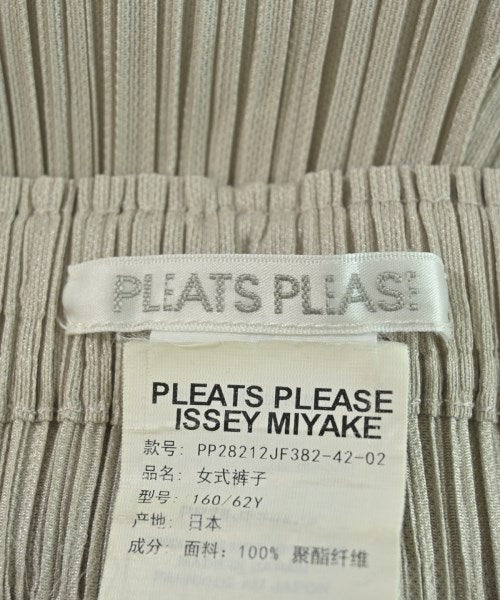 PLEATS PLEASE
PLEATS PLEASE
ISSEY MIYAKE
款号: PP28212JF382-42-02
品名: 女式裤子
型号: 160/62Y
产地: 日本
成分: 面料: 100% 聚酯纤维